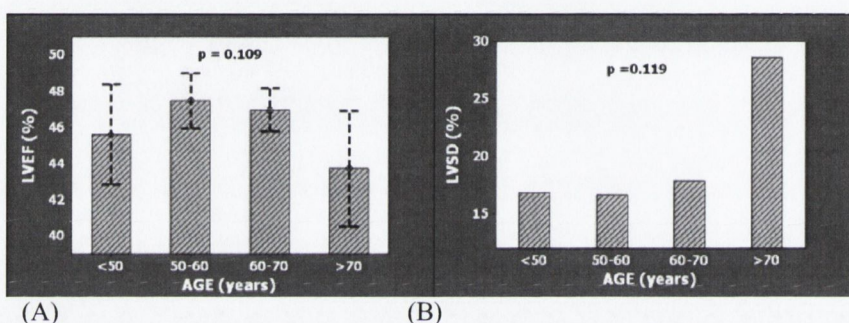 50
48
46
44
42
40
LVEF (%)
p = 0.109
<50 50-60 60-70 >70
AGE (years)
(A)
30
25
20
15
LVSD (%)
p =0.119
<50 50-60 60-70 >70
AGE (years)
(B)